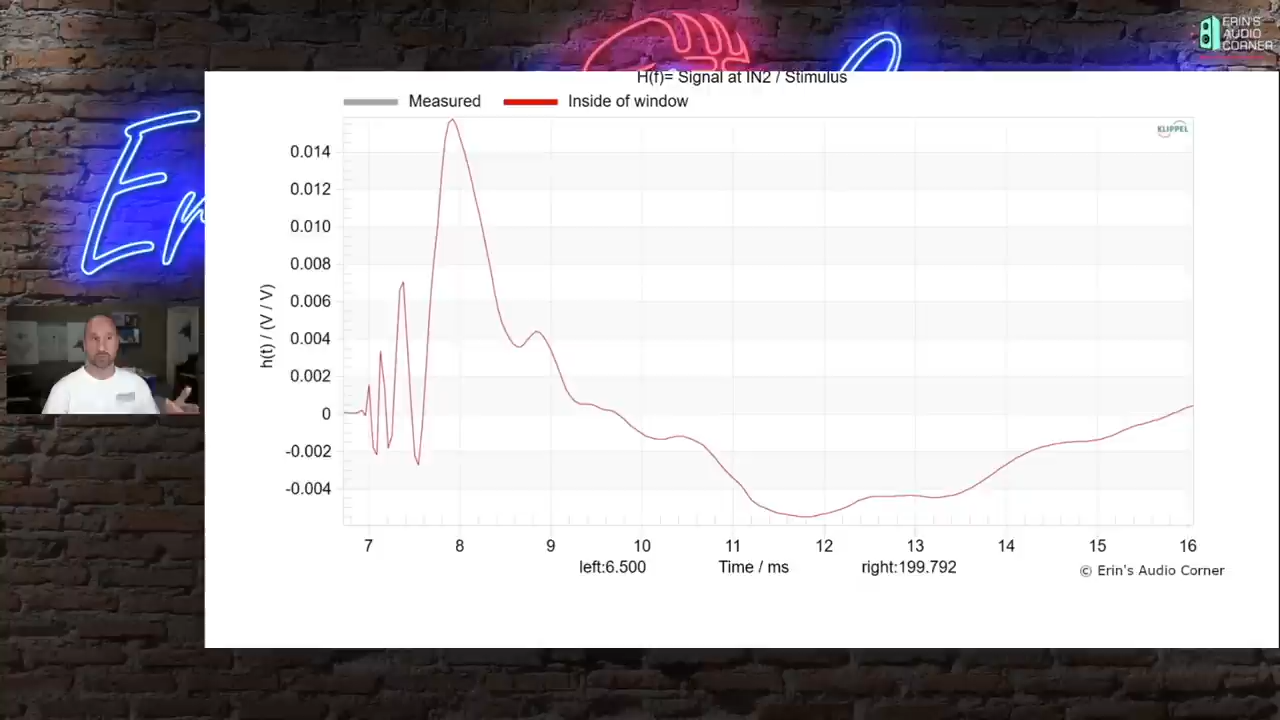 ERIN'S
AUDIO
CORNER
H(f)= Signal at IN2 / Stimulus
Measured
Inside of window
KLIPPEL
Er
h(t) / (V / V)
0.014
0.012
0.010
0.008
0.006
0.004
0.002
0
-0.002
-0.004
7 8 9 10 11 12 13 14 15 16
left:6.500 Time / ms right:199.792
© Erin's Audio Corner